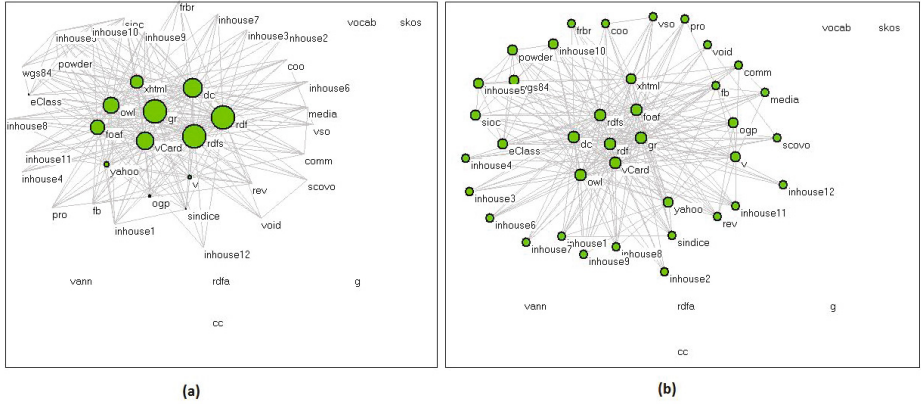 frbr
sioc
inhouse7
vocab
skos
inhouse5
inhouse10
inhouse9
inhouse3
inhouse2
wgs84
powder
coo
xhtml
dc
inhouse6
eClass
owl
gr
media
inhouse8
foaf
rdf
vso
vCard
rdfs
inhouse11
yahoo
comm
inhouse4
v
rev
scovo
pro
fb
ogp
sindice
inhouse1
void
inhouse12
vann
rdfa
g
cc
(a)
vso
pro
frbr
coo
vocab
skos
powder
inhouse10
void
comm
inhouse5
wgs84
xhtml
fb
media
sioc
rdfs
foaf
ogp
eClass
dc
rdf
gr
scovo
inhouse4
vCard
v
owl
inhouse12
inhouse3
yahoo
inhouse11
inhouse6
rev
inhouse7
inhouse1
inhouse8
sindice
inhouse9
inhouse2
vann
rdfa
g
cc
(b)